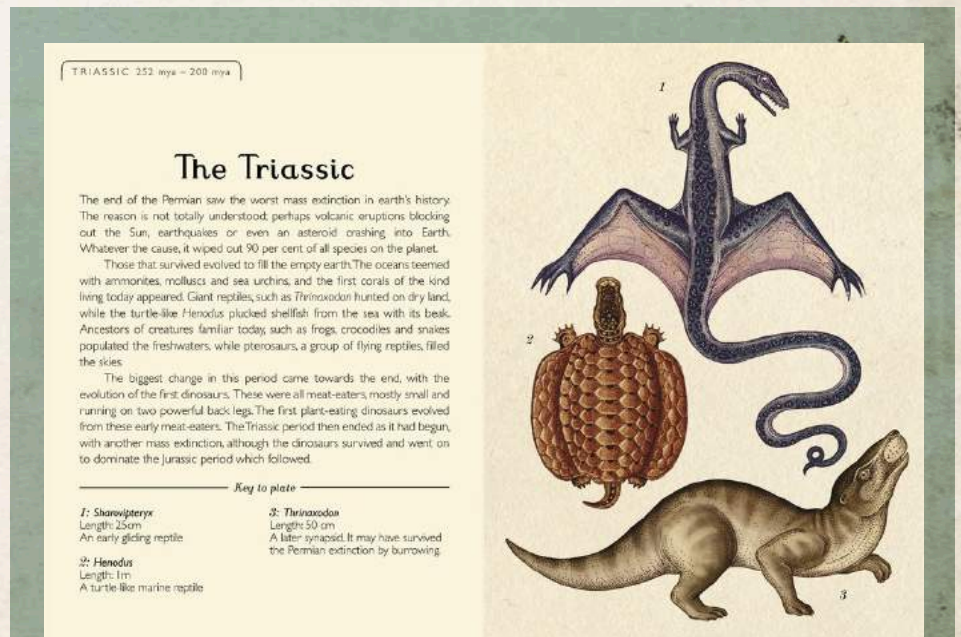 TRIASSIC 252 mya – 200 mya
The Triassic
The end of the Permian saw the worst mass extinction in earth's history.
The reason is not totally understood; perhaps volcanic eruptions blocking
out the Sun, earthquakes or even an asteroid crashing into Earth.
Whatever the cause, it wiped out 90 per cent of all species on the planet.
Those that survived evolved to fill the empty earth. The oceans teemed
with ammonites, molluscs and sea urchins, and the first corals of the kind
living today appeared. Giant reptiles, such as Thrinaxodon hunted on dry land,
while the turtle-like Henodus plucked shellfish from the sea with its beak.
Ancestors of creatures familiar today, such as frogs, crocodiles and snakes
populated the freshwaters, while pterosaurs, a group of flying reptiles, filled
the skies.
The biggest change in this period came towards the end, with the
evolution of the first dinosaurs. These were all meat-eaters, mostly small and
running on two powerful back legs. The first plant-eating dinosaurs evolved
from these early meat-eaters. The Triassic period then ended as it had begun,
with another mass extinction, although the dinosaurs survived and went on
to dominate the Jurassic period which followed.
Key to plate
1: Sharovipteryx
Length: 25cm
An early gliding reptile
2: Henodus
Length: 1m
A turtle-like marine reptile
3: Thrinaxodon
Length: 50 cm
A later synapsid. It may have survived
the Permian extinction by burrowing.
1
2
3